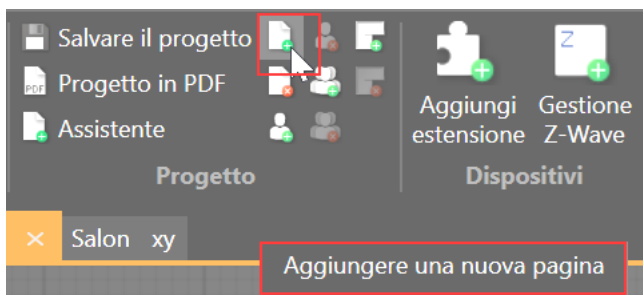 Salvare il progetto
Progetto in PDF
PDF
Assistente
Progetto
Aggiungi
estensione
Z
Gestione
Z-Wave
Dispositivi
× Salon xy
Aggiungere una nuova pagina